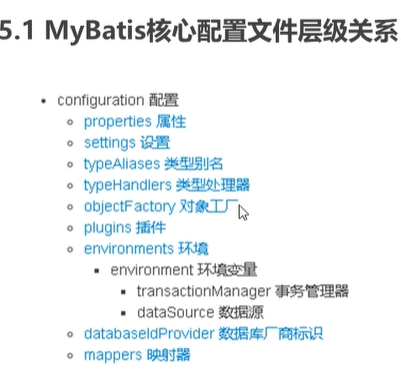 5.1 MyBatis核心配置文件层级关系
configuration 配置
properties 属性
settings 设置
typeAliases 类型别名
typeHandlers 类型处理器
objectFactory 对象工厂
plugins 插件
environments 环境
environment 环境变量
transactionManager 事务管理器
dataSource 数据源
databaseIdProvider 数据库厂商标识
mappers 映射器